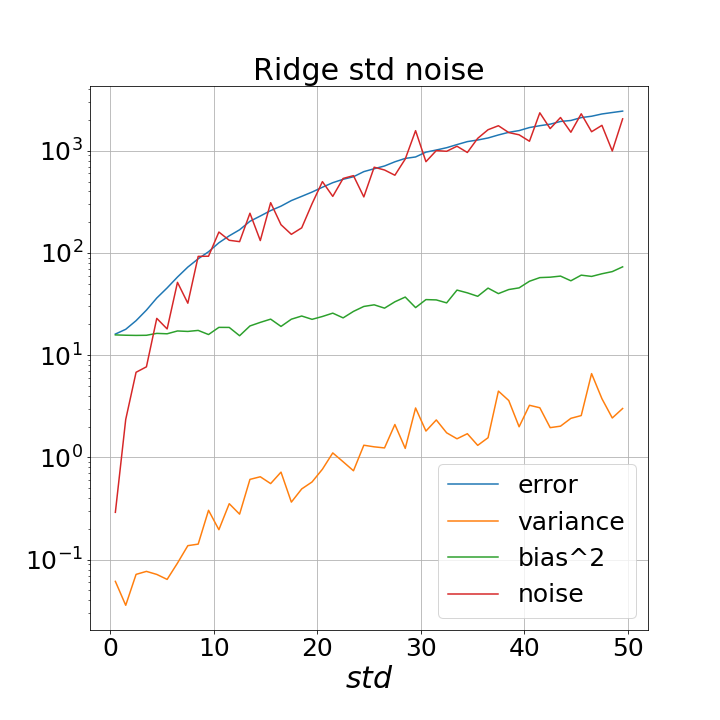 Ridge std noise
10^3
10^2
10^1
10^0
10^−1
error
variance
bias^2
noise
0 10 20 30 40 50
std